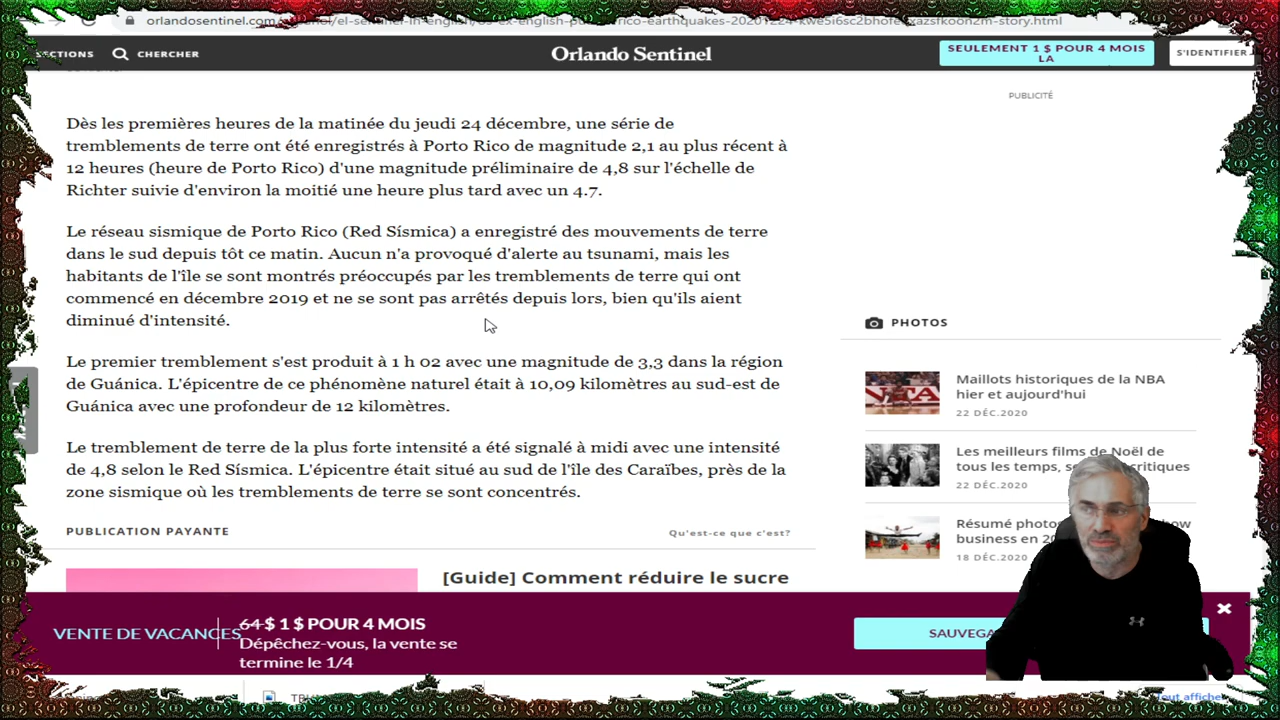 orlandosentinel.com
SECTIONS
CHERCHER
Orlando Sentinel
SEULEMENT 1 $ POUR 4 MOIS
LA
S'IDENTIFIER
PUBLICITÉ
Dès les premières heures de la matinée du jeudi 24 décembre, une série de
tremblements de terre ont été enregistrés à Porto Rico de magnitude 2,1 au plus récent à
12 heures (heure de Porto Rico) d'une magnitude préliminaire de 4,8 sur l'échelle de
Richter suivie d'environ la moitié une heure plus tard avec un 4.7.
Le réseau sismique de Porto Rico (Red Sísmica) a enregistré des mouvements de terre
dans le sud depuis tôt ce matin. Aucun n'a provoqué d'alerte au tsunami, mais les
habitants de l'île se sont montrés préoccupés par les tremblements de terre qui ont
commencé en décembre 2019 et ne se sont pas arrêtés depuis lors, bien qu'ils aient
diminué d'intensité.
Le premier tremblement s'est produit à 1 h 02 avec une magnitude de 3,3 dans la région
de Guánica. L'épicentre de ce phénomène naturel était à 10,09 kilomètres au sud-est de
Guánica avec une profondeur de 12 kilomètres.
Le tremblement de terre de la plus forte intensité a été signalé à midi avec une intensité
de 4,8 selon le Red Sísmica. L'épicentre était situé au sud de l'île des Caraïbes, près de la
zone sismique où les tremblements de terre se sont concentrés.
PUBLICATION PAYANTE
Qu'est-ce que c'est?
[Guide] Comment réduire le sucre
PHOTOS
Maillots historiques de la NBA
hier et aujourd'hui
22 DÉC.2020
Les meilleurs films de Noël de
tous les temps, critiques
22 DÉC.2020
Résumé
business en
18 DÉC.2020
VENTE DE VACANCES
64 $ 1 $ POUR 4 MOIS
Dépêchez-vous, la vente se
termine le 1/4
Tout affiche